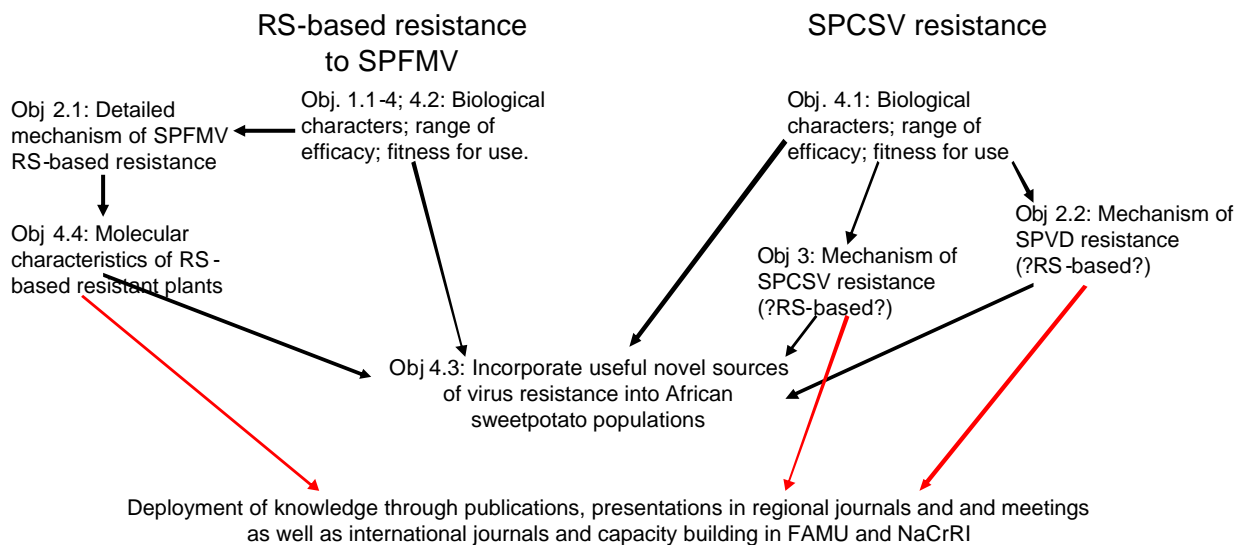 RS-based resistance
to SPFMV
SPCSV resistance
Obj 2.1: Detailed
mechanism of SPFMV
RS-based resistance
Obj. 1.1-4; 4.2: Biological
characters; range of
efficacy; fitness for use.
Obj. 4.1: Biological
characters; range of
efficacy; fitness for use
Obj 4.4: Molecular
characteristics of RS-
based resistant plants
Obj 3: Mechanism of
SPCSV resistance
(?RS-based?)
Obj 2.2: Mechanism of
SPVD resistance
(?RS-based?)
Obj 4.3: Incorporate useful novel sources
of virus resistance into African
sweetpotato populations
Deployment of knowledge through publications, presentations in regional journals and and meetings
as well as international journals and capacity building in FAMU and NaCrRI